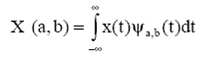 X (a,b) = ∫_{-∞}^{∞} x(t)ψ_{a,b}(t)dt